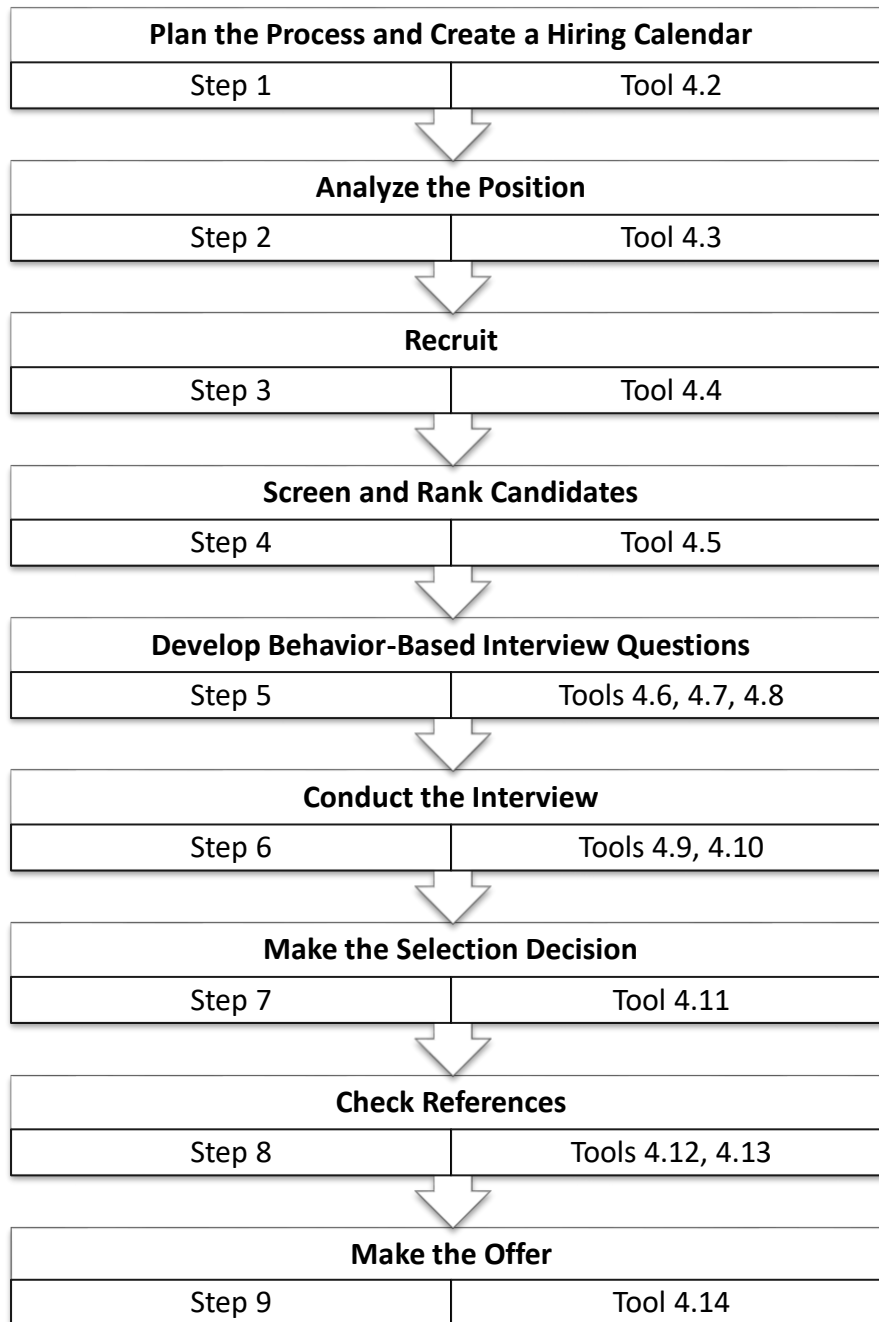 Plan the Process and Create a Hiring Calendar
Step 1 Tool 4.2
Analyze the Position
Step 2 Tool 4.3
Recruit
Step 3 Tool 4.4
Screen and Rank Candidates
Step 4 Tool 4.5
Develop Behavior-Based Interview Questions
Step 5 Tools 4.6, 4.7, 4.8
Conduct the Interview
Step 6 Tools 4.9, 4.10
Make the Selection Decision
Step 7 Tool 4.11
Check References
Step 8 Tools 4.12, 4.13
Make the Offer
Step 9 Tool 4.14